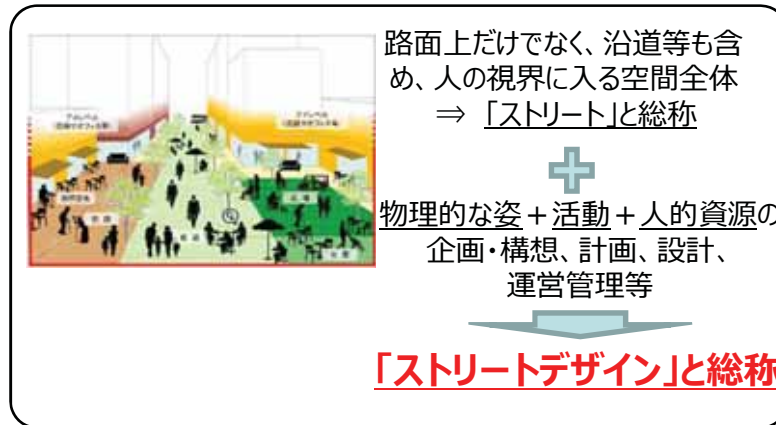 路面上だけでなく、沿道等も含
め、人の視界に入る空間全体
⇒ 「ストリート」と総称
物理的な姿+活動+人的資源の
企画・構想、計画、設計、
運営管理等
「ストリートデザイン」と総称